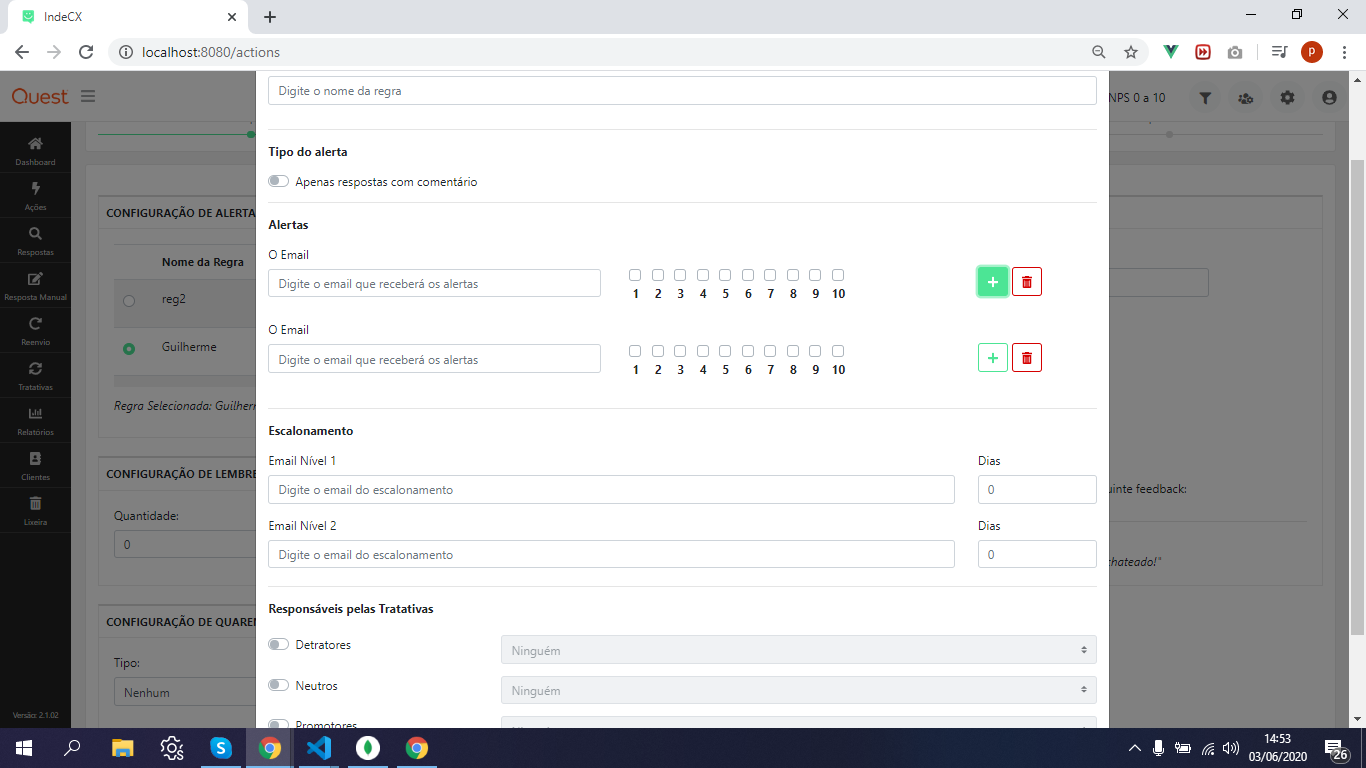 IndeCX
localhost:8080/actions
P
Quest
NPS 0 a 10
Dashboard
Ações
Respostas
Resposta Manual
Reenvio
Tratativas
Relatórios
Clientes
Lixeira
Versão: 2.1.02
CONFIGURAÇÃO DE ALERTA
Nome da Regra
reg2
Guilherme
Regra Selecionada: Guilherm
CONFIGURAÇÃO DE LEMBRE
Quantidade:
0
CONFIGURAÇÃO DE QUAREN
Tipo:
Nenhum
Digite o nome da regra
Tipo do alerta
Apenas respostas com comentário
Alertas
O Email
Digite o email que receberá os alertas
1 2 3 4 5 6 7 8 9 10
O Email
Digite o email que receberá os alertas
1 2 3 4 5 6 7 8 9 10
Escalonamento
Email Nível 1
Dias
Digite o email do escalonamento
0
Email Nível 2
Dias
Digite o email do escalonamento
0
Responsáveis pelas Tratativas
Detratores
Ninguém
Neutros
Ninguém
Promotores
uinte feedback:
chateado!"
14:53
03/06/2020
26